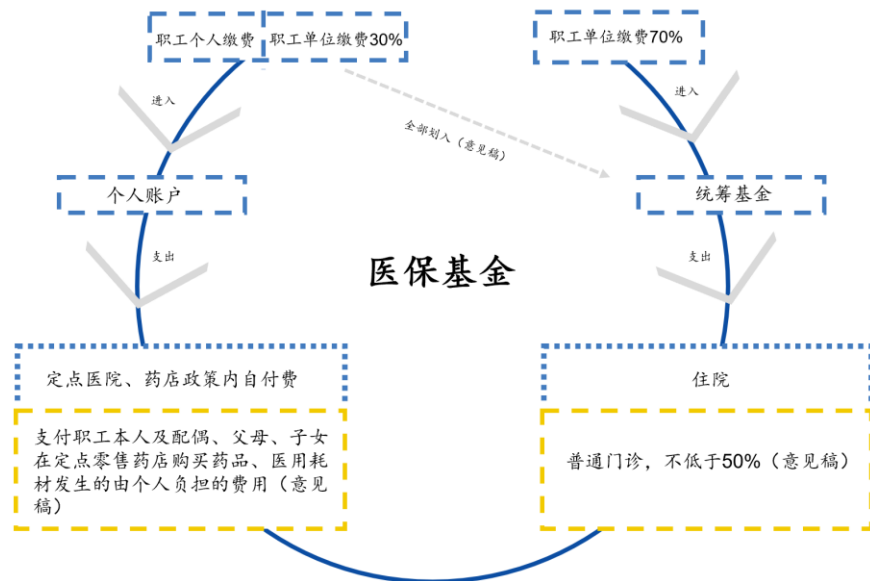 职工个人缴费
职工单位缴费30%
职工单位缴费70%
进入
进入
全部划入（意见稿）
个人账户
统筹基金
支出
支出
医保基金
定点医院、药店政策内自付费
住院
支付职工本人及配偶、父母、子女
在定点零售药店购买药品、医用耗
材发生的由个人负担的费用（意见
稿）
普通门诊，不低于50%（意见稿）